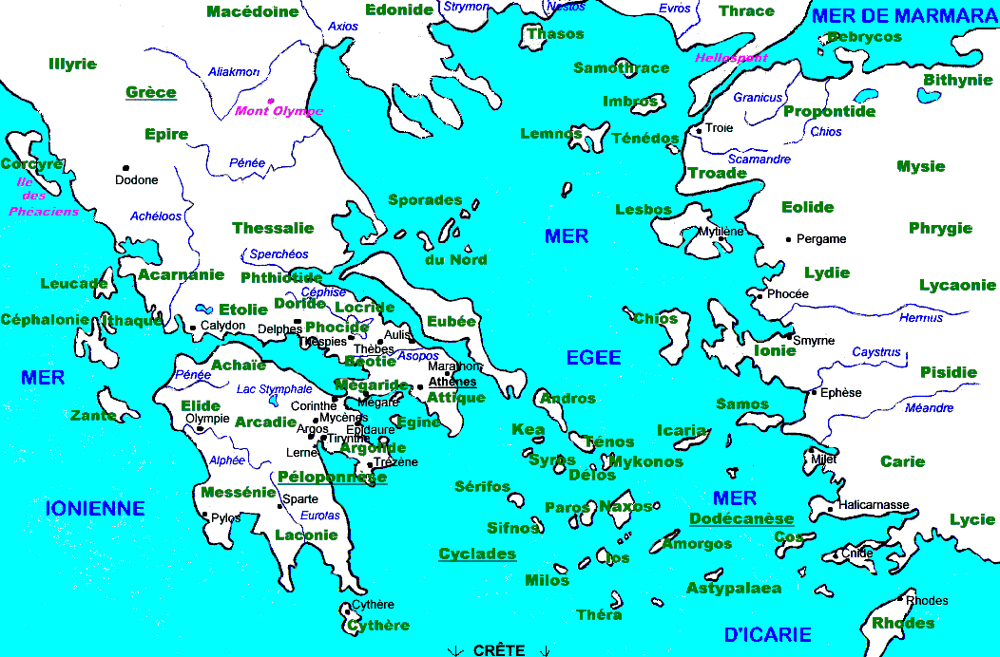 Macédoine
Edonide
Strymon
Nestos
Evros
Thrace
MER DE MARMARA
Axios
Thasos
Bebrycos
Illyrie
Aliakmon
Samothrace
Hellospont
Bithynie
Grèce
Mont Olympe
Imbros
Granicus
Propontide
Epire
Lemnos
Ténédos
Troie
Chios
Corcyre
Pénée
Scamandre
Ile
des
Phéaciens
Dodone
Troade
Mysie
Achéloos
Sporades
Lesbos
Eolide
Thessalie
MER
Mytilène
Pergame
Phrygie
Sperchéos
du Nord
Leucade
Acarnanie
Phthiotide
Lydie
Lycaonie
Céphise
Phocée
Céphalonie
Ithaque
Etolie
Doride
Locride
Eubée
Chios
Hermus
Calydon
Delphes
Phocide
Aulis
Thespies
Thèbes
Smyrne
Ionie
Achaïe
Béotie
Asopos
EGEE
Caystrus
MER
Pénée
Marathon
Pisidie
Lac Stymphale
Mégaride
Athènes
Ephèse
Zante
Elide
Corinthe
Mégare
Attique
Andros
Samos
Méandre
Olympie
Arcadie
Mycènes
Egine
Argos
Epidaure
Kea
Icaria
Tirynthe
Ténos
Lerne
Argolide
Alphée
Trézène
Syros
Mykonos
Milet
Carie
Péloponnèse
Délos
Messénie
Sérifos
MER
IONIENNE
Sparte
Paros
Naxos
Halicarnasse
Pylos
Eurotas
Dodécanèse
Lycie
Laconie
Sifnos
Amorgos
Cos
Cyclades
Ios
Cnide
Milos
Astypalaea
Cythère
Théra
Rhodes
Cythère
Rhodes
D'ICARIE
CRÊTE